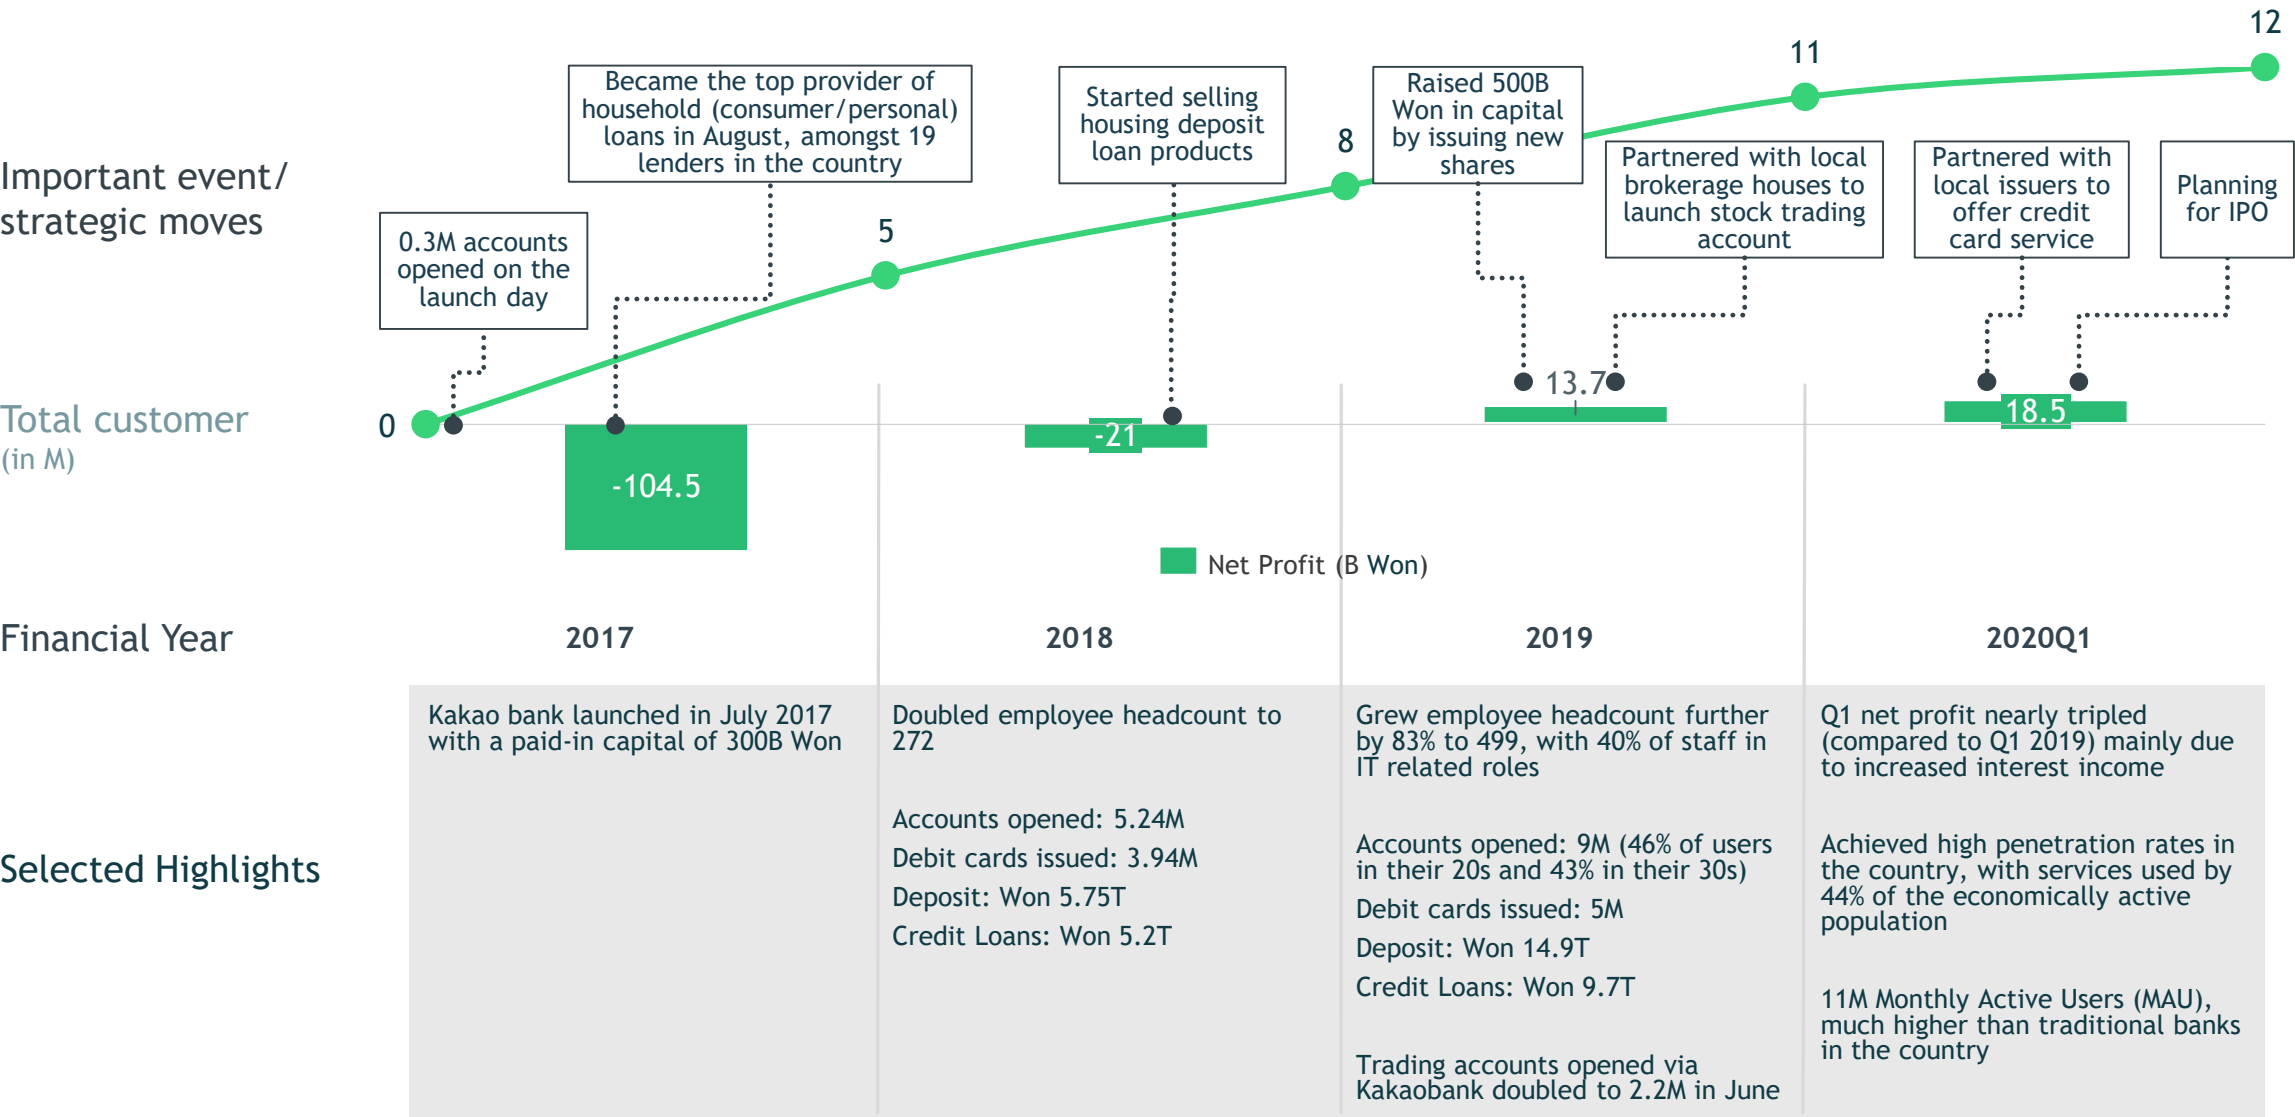 12
11
Became the top provider of
household (consumer/personal)
loans in August, amongst 19
lenders in the country
Started selling
housing deposit
loan products
8
Raised 500B
Won in capital
by issuing new
shares
Partnered with local
brokerage houses to
launch stock trading
account
Partnered with
local issuers to
offer credit
card service
Planning
for IPO
Important event/
strategic moves
0.3M accounts
opened on the
launch day
5
Total customer
(in M)
0
-104.5
-21
13.7
18.5
Net Profit (B Won)
Financial Year
2017
2018
2019
2020Q1
Selected Highlights
Kakao bank launched in July 2017
with a paid-in capital of 300B Won
Doubled employee headcount to
272
Accounts opened: 5.24M
Debit cards issued: 3.94M
Deposit: Won 5.75T
Credit Loans: Won 5.2T
Grew employee headcount further
by 83% to 499, with 40% of staff in
IT related roles
Accounts opened: 9M (46% of users
in their 20s and 43% in their 30s)
Debit cards issued: 5M
Deposit: Won 14.9T
Credit Loans: Won 9.7T
Trading accounts opened via
Kakaobank doubled to 2.2M in June
Q1 net profit nearly tripled
(compared to Q1 2019) mainly due
to increased interest income
Achieved high penetration rates in
the country, with services used by
44% of the economically active
population
11M Monthly Active Users (MAU),
much higher than traditional banks
in the country